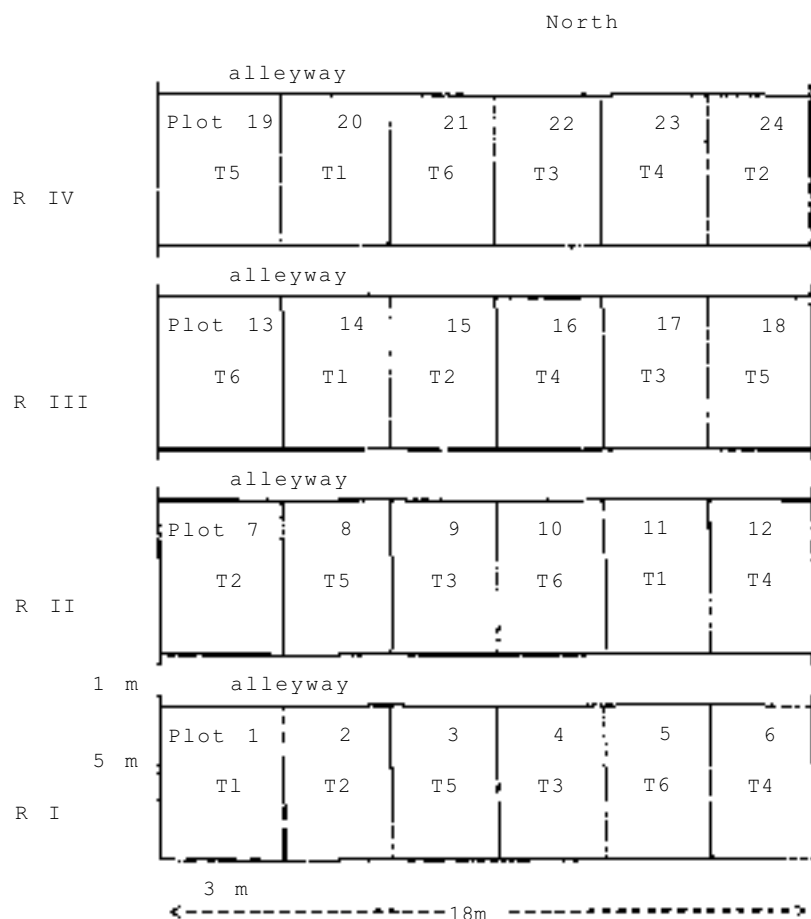 North
alleyway
Plot 19 20 21 22 23 24
T5 T1 T6 T3 T4 T2
R IV
alleyway
Plot 13 14 15 16 17 18
T6 T1 T2 T4 T3 T5
R III
alleyway
Plot 7 8 9 10 11 12
T2 T5 T3 T6 T1 T4
R II
1 m alleyway
Plot 1 2 3 4 5 6
5 m
T1 T2 T5 T3 T6 T4
R I
3 m
18m